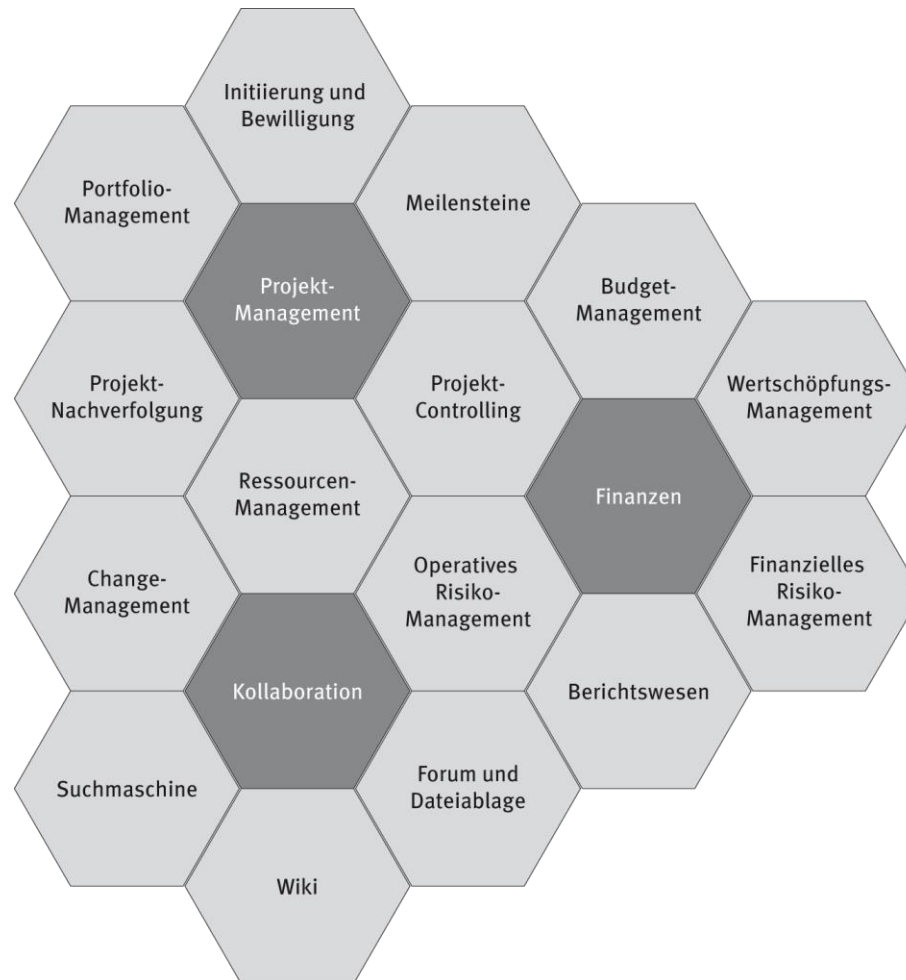 Initiierung und
Bewilligung
Portfolio-
Management
Meilensteine
Projekt-
Management
Budget-
Management
Projekt-
Nachverfolgung
Projekt-
Controlling
Wertschöpfungs-
Management
Ressourcen-
Management
Finanzen
Change-
Management
Operatives
Risiko-
Management
Finanzielles
Risiko-
Management
Kollaboration
Berichtswesen
Suchmaschine
Forum und
Dateiablage
Wiki